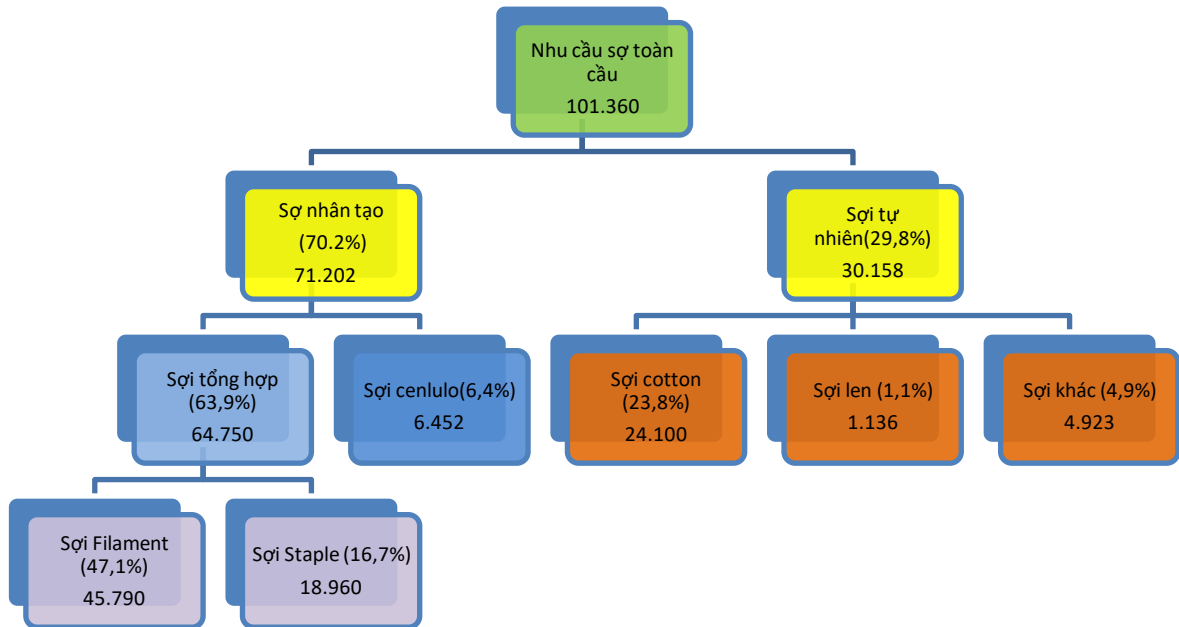 Nhu cầu sợ toàn
cầu
101.360
Sợ nhân tạo
(70.2%)
71.202
Sợi tự
nhiên(29,8%)
30.158
Sợi tổng hợp
(63,9%)
64.750
Sợi cenlulo(6,4%)
6.452
Sợi cotton
(23,8%)
24.100
Sợi len (1,1%)
1.136
Sợi khác (4,9%)
4.923
Sợi Filament
(47,1%)
45.790
Sợi Staple (16,7%)
18.960